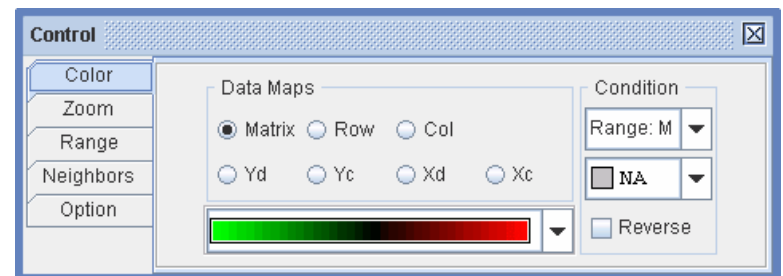 Control
Color
Zoom
Range
Neighbors
Option
Data Maps
Matrix Row Col
Yd Yc Xd Xc
Condition
Range: M
NA
Reverse